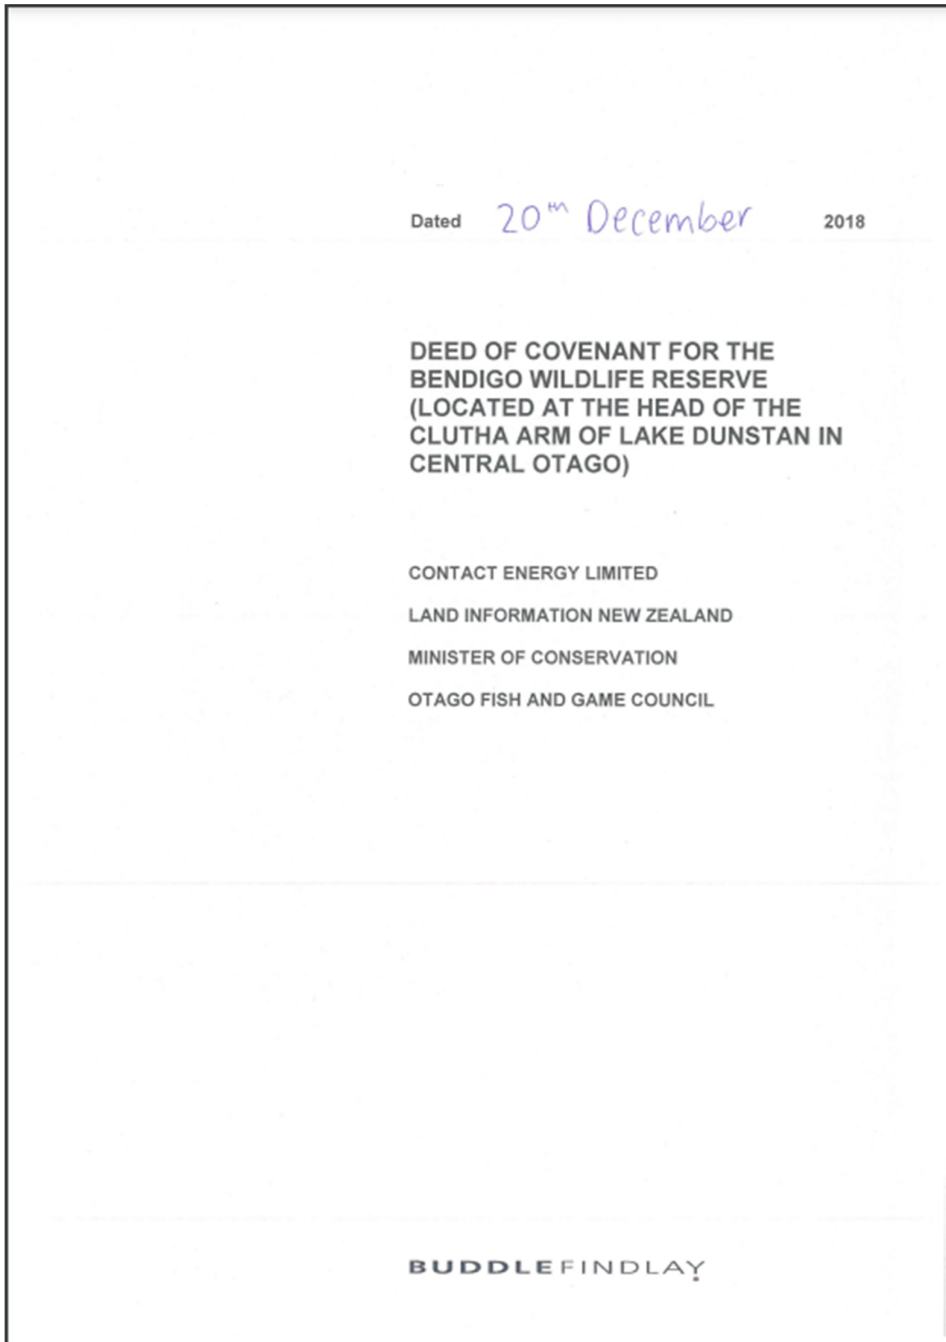 Dated 20th December 2018
DEED OF COVENANT FOR THE
BENDIGO WILDLIFE RESERVE
(LOCATED AT THE HEAD OF THE
CLUTHA ARM OF LAKE DUNSTAN IN
CENTRAL OTAGO)
CONTACT ENERGY LIMITED
LAND INFORMATION NEW ZEALAND
MINISTER OF CONSERVATION
OTAGO FISH AND GAME COUNCIL
BUDDLEFINDLAY